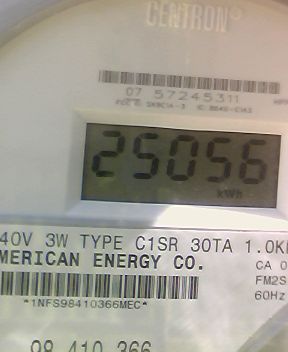 CENTRON®
07 57245311
25056
kWh
40V 3W TYPE C1SR 30TA 1.0K
MERICAN ENERGY CO.
CA 0
FM2S
60Hz
*1NFS98410366MEC*
98 410 366